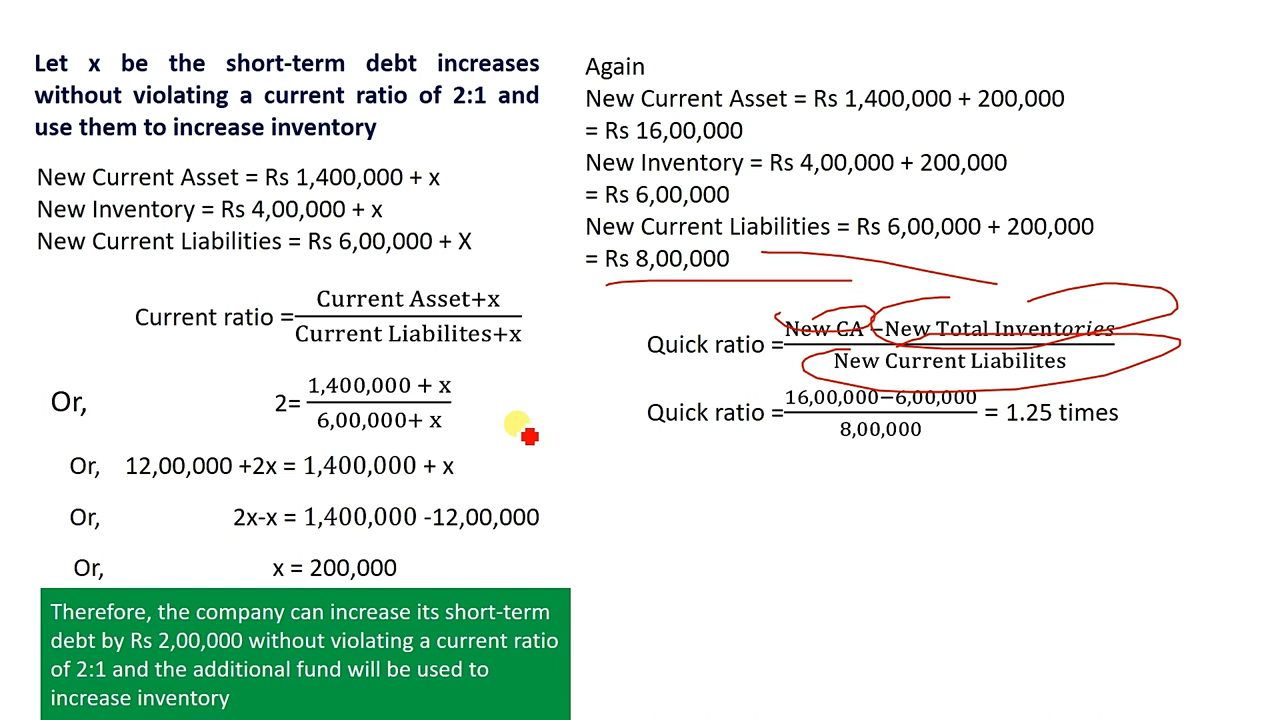 Let x be the short-term debt increases
without violating a current ratio of 2:1 and
use them to increase inventory
New Current Asset = Rs 1,400,000 + x
New Inventory = Rs 4,00,000 + x
New Current Liabilities = Rs 6,00,000 + X
Current ratio = Current Asset+x
Current Liabilites+x
Or, 2= 1,400,000 + x
6,00,000+ x
Or, 12,00,000 +2x = 1,400,000 + x
Or, 2x-x = 1,400,000 -12,00,000
Or, x = 200,000
Therefore, the company can increase its short-term
debt by Rs 2,00,000 without violating a current ratio
of 2:1 and the additional fund will be used to
increase inventory
Again
New Current Asset = Rs 1,400,000 + 200,000
= Rs 16,00,000
New Inventory = Rs 4,00,000 + 200,000
= Rs 6,00,000
New Current Liabilities = Rs 6,00,000 + 200,000
= Rs 8,00,000
Quick ratio = New CA −New Total Inventories
New Current Liabilites
Quick ratio = 16,00,000−6,00,000
8,00,000
= 1.25 times